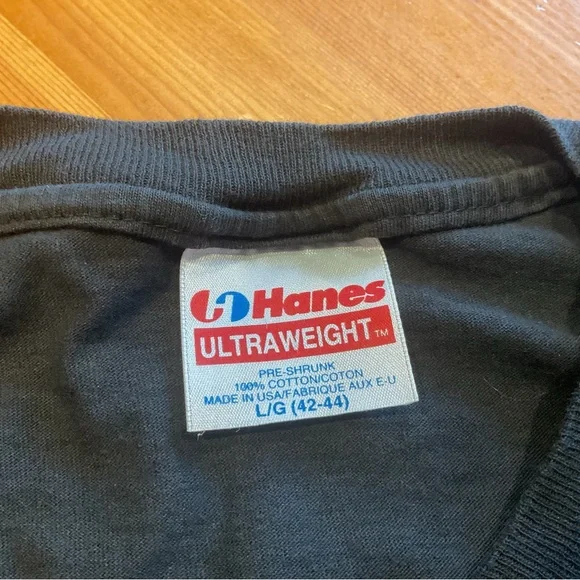 Hanes
ULTRAWEIGHT™
PRE-SHRUNK
100% COTTON/COTON
MADE IN USA/FABRIQUE AUX E-U
L/G (42-44)